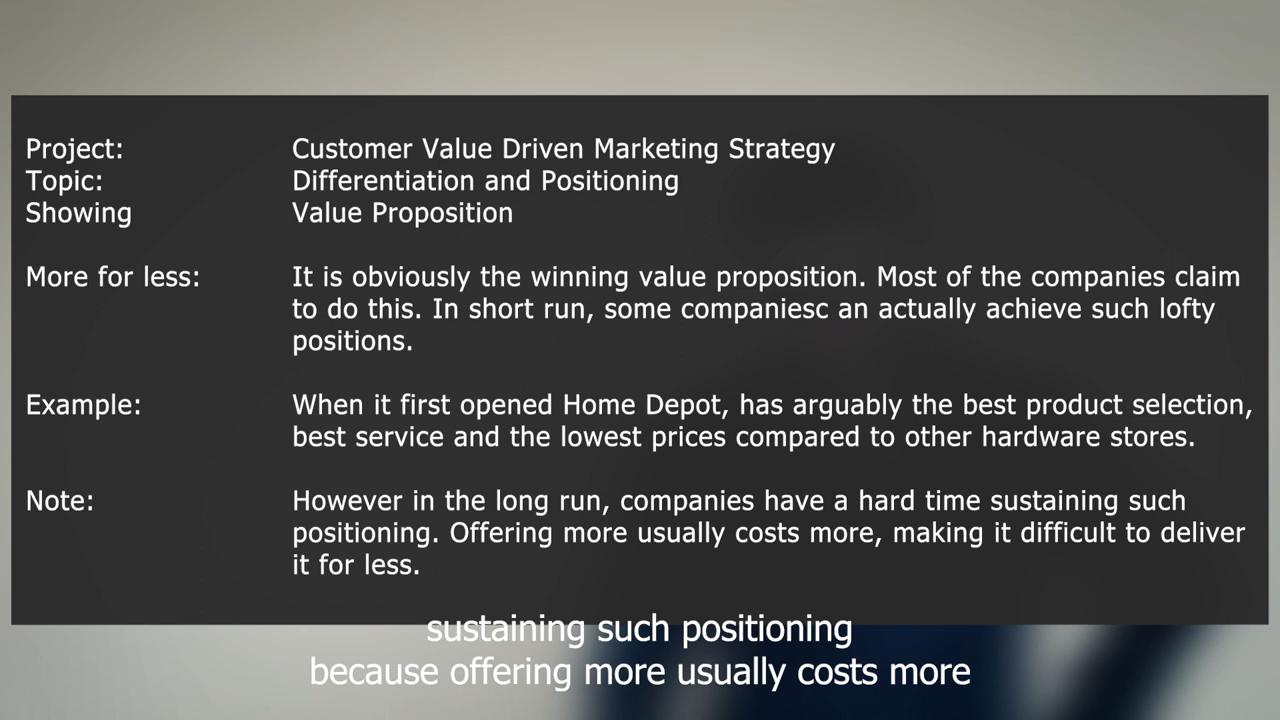 Project: Customer Value Driven Marketing Strategy
Topic: Differentiation and Positioning
Showing Value Proposition
More for less: It is obviously the winning value proposition. Most of the companies claim
to do this. In short run, some companiesc an actually achieve such lofty
positions.
Example: When it first opened Home Depot, has arguably the best product selection,
best service and the lowest prices compared to other hardware stores.
Note: However in the long run, companies have a hard time sustaining such
positioning. Offering more usually costs more, making it difficult to deliver
it for less.
sustaining such positioning
because offering more usually costs more